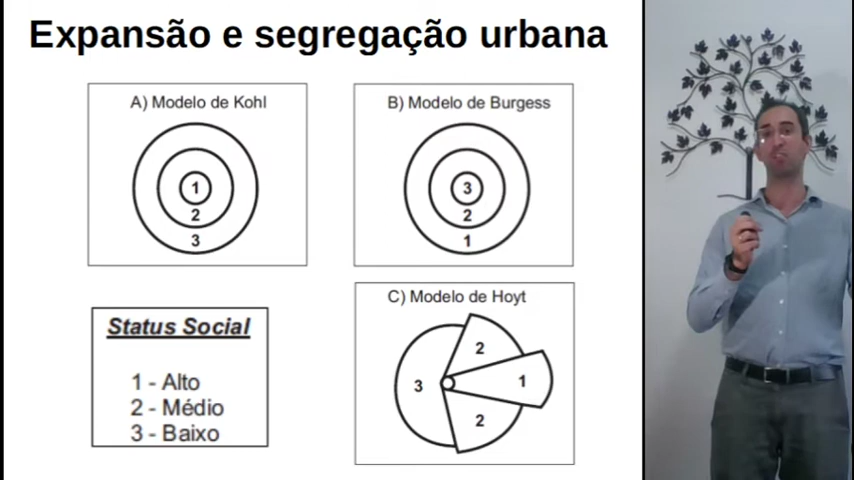 Expansão e segregação urbana
A) Modelo de Kohl
1
2
3
B) Modelo de Burgess
3
2
1
Status Social
1 - Alto
2 - Médio
3 - Baixo
C) Modelo de Hoyt
2
3
1
2